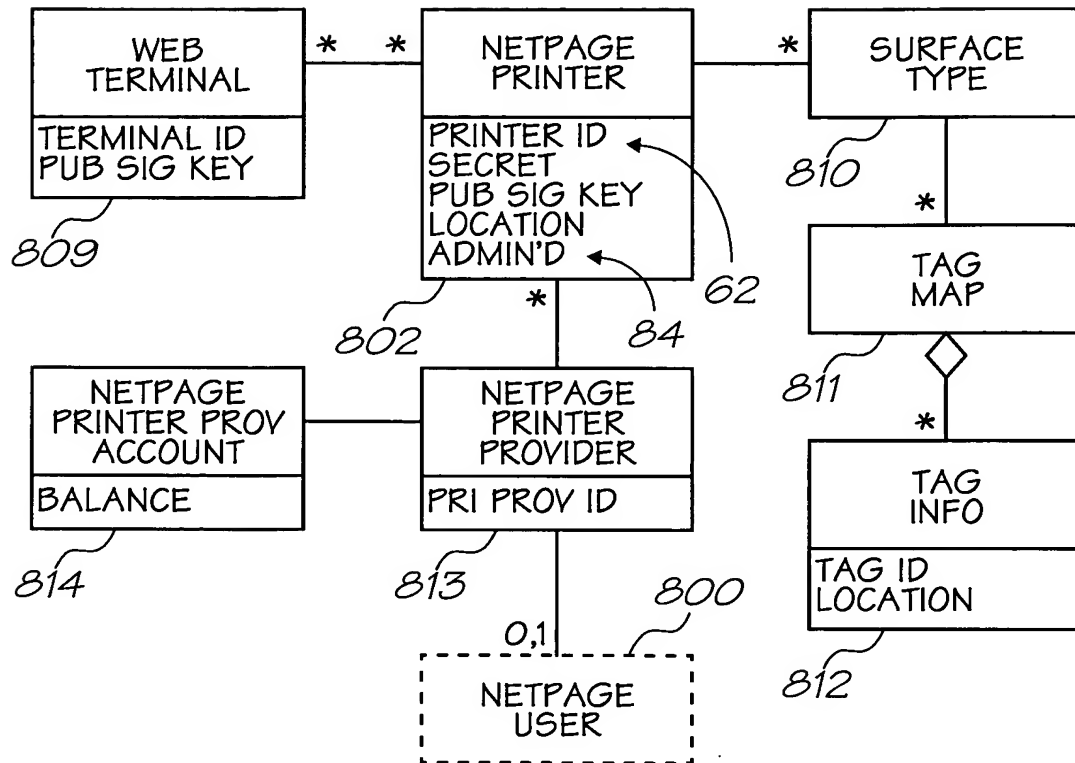 WEB
TERMINAL
TERMINAL ID
PUB SIG KEY
809
*
*
NETPAGE
PRINTER
PRINTER ID
SECRET
PUB SIG KEY
LOCATION
ADMIN'D
802
62
84
*
*
SURFACE
TYPE
810
*
TAG
MAP
811
*
TAG
INFO
TAG ID
LOCATION
812
NETPAGE
PRINTER PROV
ACCOUNT
BALANCE
814
NETPAGE
PRINTER
PROVIDER
PRI PROV ID
813
800
0,1
NETPAGE
USER